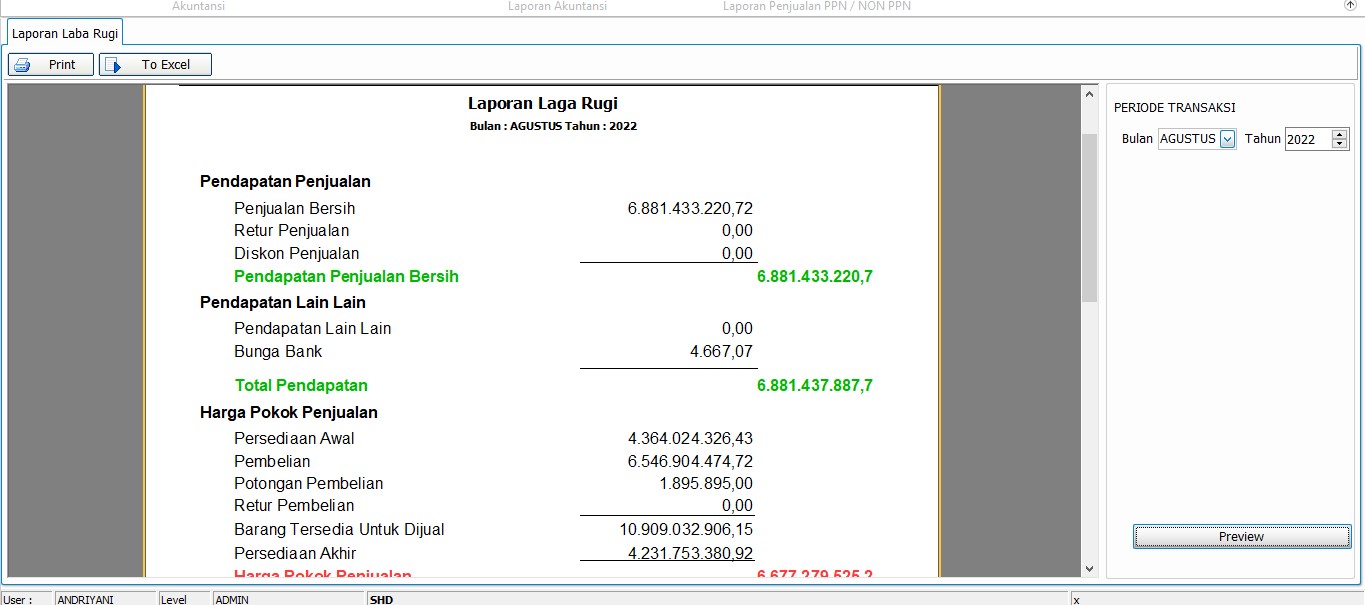 Akuntansi Laporan Akuntansi Laporan Penjualan PPN / NON PPN
Laporan Laba Rugi
Print To Excel
Laporan Laga Rugi
Bulan : AGUSTUS Tahun : 2022
PERIODE TRANSAKSI
Bulan AGUSTUS Tahun 2022
Pendapatan Penjualan
Penjualan Bersih 6.881.433.220,72
Retur Penjualan 0,00
Diskon Penjualan 0,00
Pendapatan Penjualan Bersih 6.881.433.220,7
Pendapatan Lain Lain
Pendapatan Lain Lain 0,00
Bunga Bank 4.667,07
Total Pendapatan 6.881.437.887,7
Harga Pokok Penjualan
Persediaan Awal 4.364.024.326,43
Pembelian 6.546.904.474,72
Potongan Pembelian 1.895.895,00
Retur Pembelian 0,00
Barang Tersedia Untuk Dijual 10.909.032.906,15
Persediaan Akhir 4.231.753.380,92
Harga Pokok Penjualan 6.677.279.525,2
Preview
User : ANDRIYANI Level ADMIN SHD x